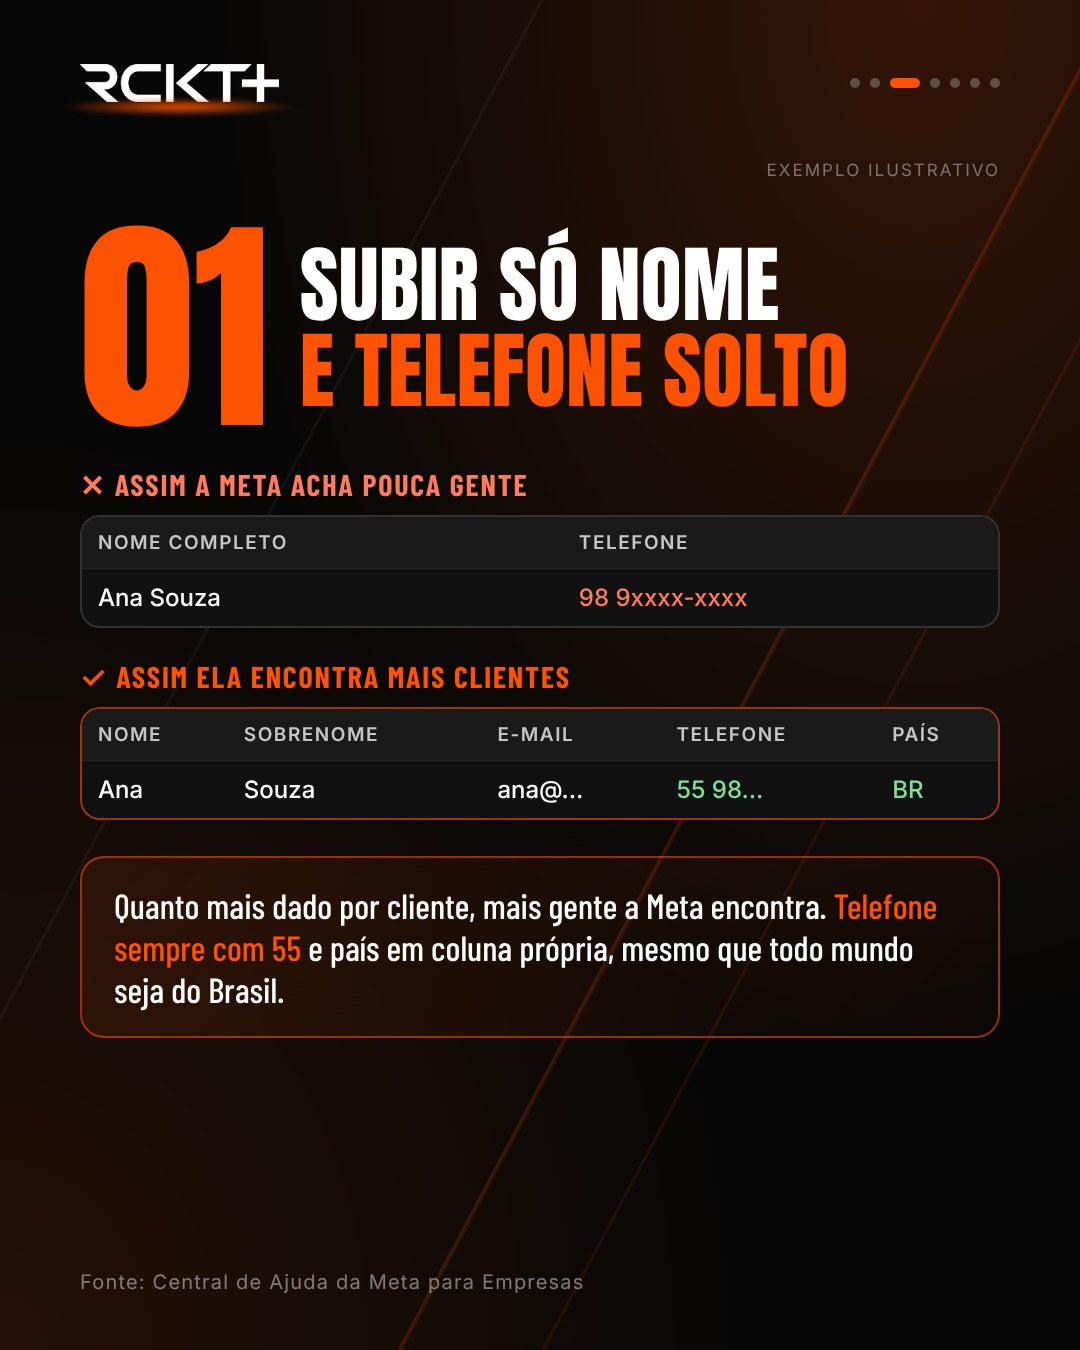 RCKT+
EXEMPLO ILUSTRATIVO
01
SUBIR SÓ NOME
E TELEFONE SOLTO
✕ ASSIM A META ACHA POUCA GENTE
NOME COMPLETO TELEFONE
Ana Souza 98 9xxxx-xxxx
✓ ASSIM ELA ENCONTRA MAIS CLIENTES
NOME SOBRENOME E-MAIL TELEFONE PAÍS
Ana Souza ana@... 55 98... BR
Quanto mais dado por cliente, mais gente a Meta encontra. Telefone
sempre com 55 e país em coluna própria, mesmo que todo mundo
seja do Brasil.
Fonte: Central de Ajuda da Meta para Empresas